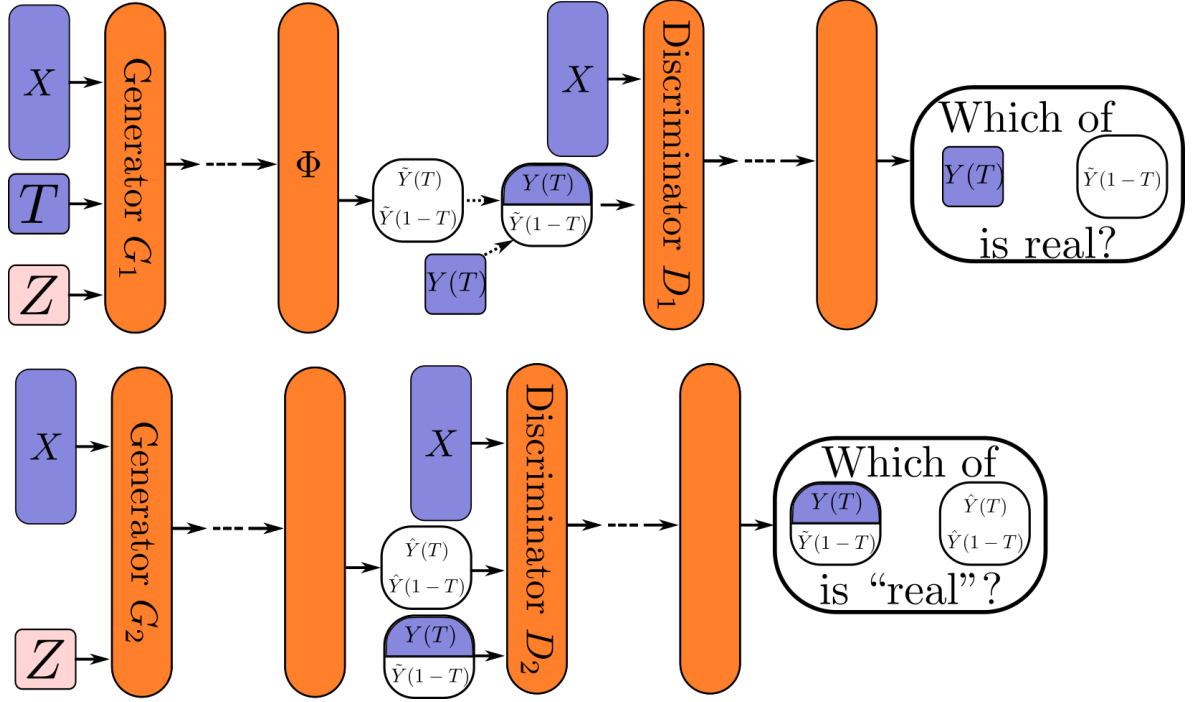 X
T
Z
Generator G₁
Φ
Ỹ(T)
Ỹ(1 − T)
Y(T)
Y(T)
Ỹ(1 − T)
X
Discriminator D₁
Which of
Y(T)
Ỹ(1−T)
is real?
X
Z
Generator G₂
Ŷ(T)
Ŷ(1 − T)
Y(T)
Ỹ(1 − T)
X
Discriminator D₂
Which of
Y(T)
Ỹ(1 − T)
Ŷ(T)
Ŷ(1 − T)
is “real”?